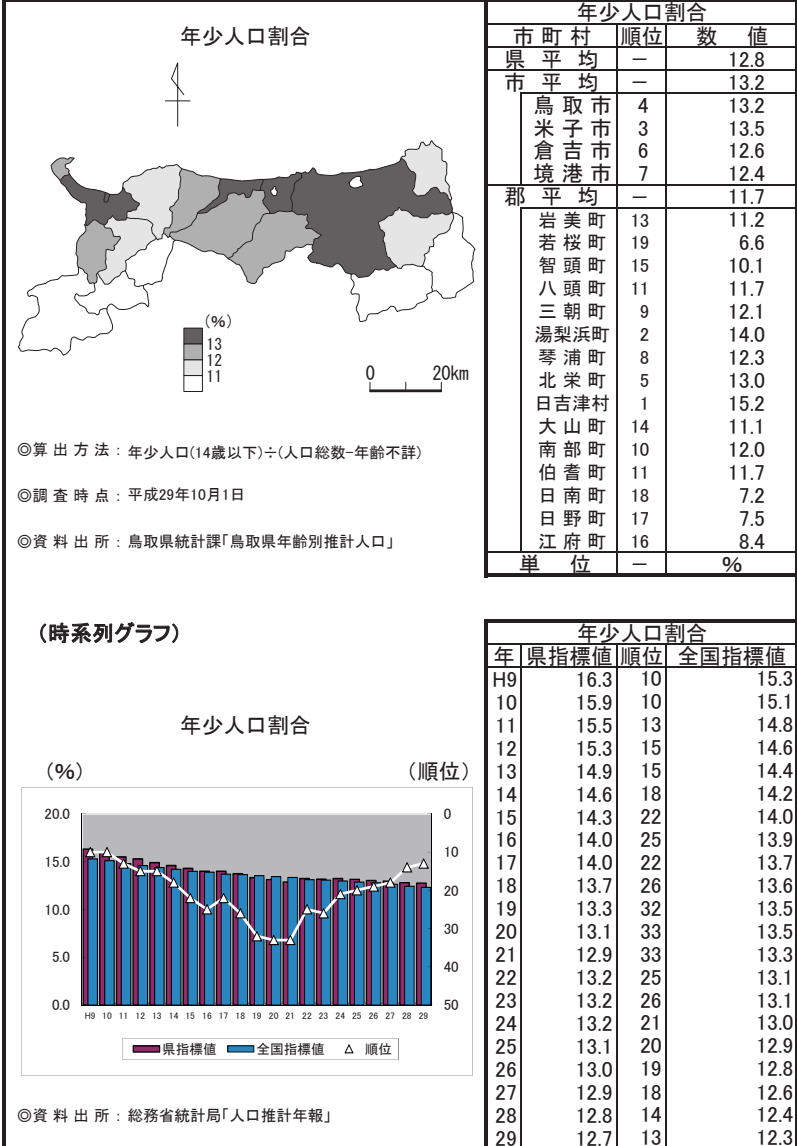 年少人口割合
(%)
13
12
11
0 20km
◎算出方法：年少人口(14歳以下)÷(人口総数-年齢不詳)
◎調査時点：平成29年10月1日
◎資料出所：鳥取県統計課「鳥取県年齢別推計人口」
年少人口割合
市町村 順位 数値
県平均 － 12.8
市平均 － 13.2
鳥取市 4 13.2
米子市 3 13.5
倉吉市 6 12.6
境港市 7 12.4
郡平均 － 11.7
岩美町 13 11.2
若桜町 19 6.6
智頭町 15 10.1
八頭町 11 11.7
三朝町 9 12.1
湯梨浜町 2 14.0
琴浦町 8 12.3
北栄町 5 13.0
日吉津村 1 15.2
大山町 14 11.1
南部町 10 12.0
伯耆町 11 11.7
日南町 18 7.2
日野町 17 7.5
江府町 16 8.4
単位 － %
（時系列グラフ）
年少人口割合
（%） （順位）
20.0 0
15.0 10
10.0 20
5.0 30
0.0 40
50
H9 10 11 12 13 14 15 16 17 18 19 20 21 22 23 24 25 26 27 28 29
県指標値 全国指標値 △ 順位
◎資料出所：総務省統計局「人口推計年報」
年少人口割合
年 県指標値 順位 全国指標値
H9 16.3 10 15.3
10 15.9 10 15.1
11 15.5 13 14.8
12 15.3 15 14.6
13 14.9 15 14.4
14 14.6 18 14.2
15 14.3 22 14.0
16 14.0 25 13.9
17 14.0 22 13.7
18 13.7 26 13.6
19 13.3 32 13.5
20 13.1 33 13.5
21 12.9 33 13.3
22 13.2 25 13.1
23 13.2 26 13.1
24 13.2 21 13.0
25 13.1 20 12.9
26 13.0 19 12.8
27 12.9 18 12.6
28 12.8 14 12.4
29 12.7 13 12.3